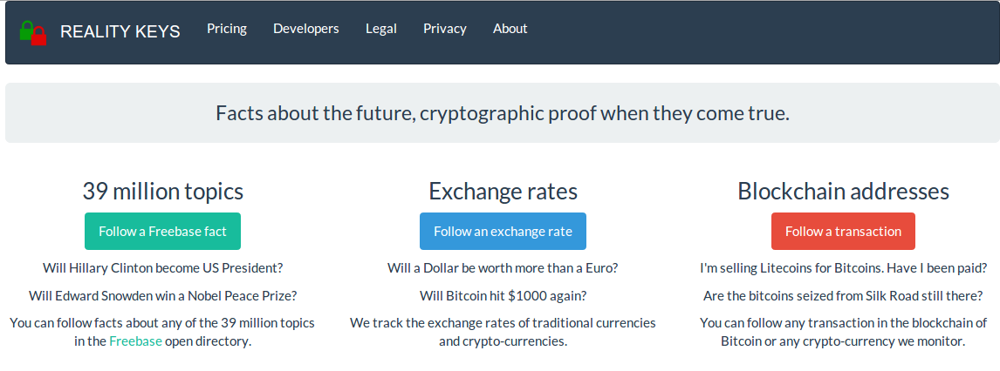 REALITY KEYS Pricing Developers Legal Privacy About
Facts about the future, cryptographic proof when they come true.
39 million topics
Follow a Freebase fact
Will Hillary Clinton become US President?
Will Edward Snowden win a Nobel Peace Prize?
You can follow facts about any of the 39 million topics
in the Freebase open directory.
Exchange rates
Follow an exchange rate
Will a Dollar be worth more than a Euro?
Will Bitcoin hit $1000 again?
We track the exchange rates of traditional currencies
and crypto-currencies.
Blockchain addresses
Follow a transaction
I'm selling Litecoins for Bitcoins. Have I been paid?
Are the bitcoins seized from Silk Road still there?
You can follow any transaction in the blockchain of
Bitcoin or any crypto-currency we monitor.